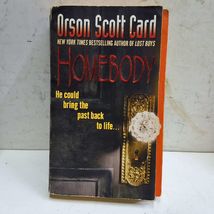 Orson Scott Card
NEW YORK TIMES BESTSELLING AUTHOR OF LOST BOYS
HOMEBODY
He could
bring the
past back
to life...